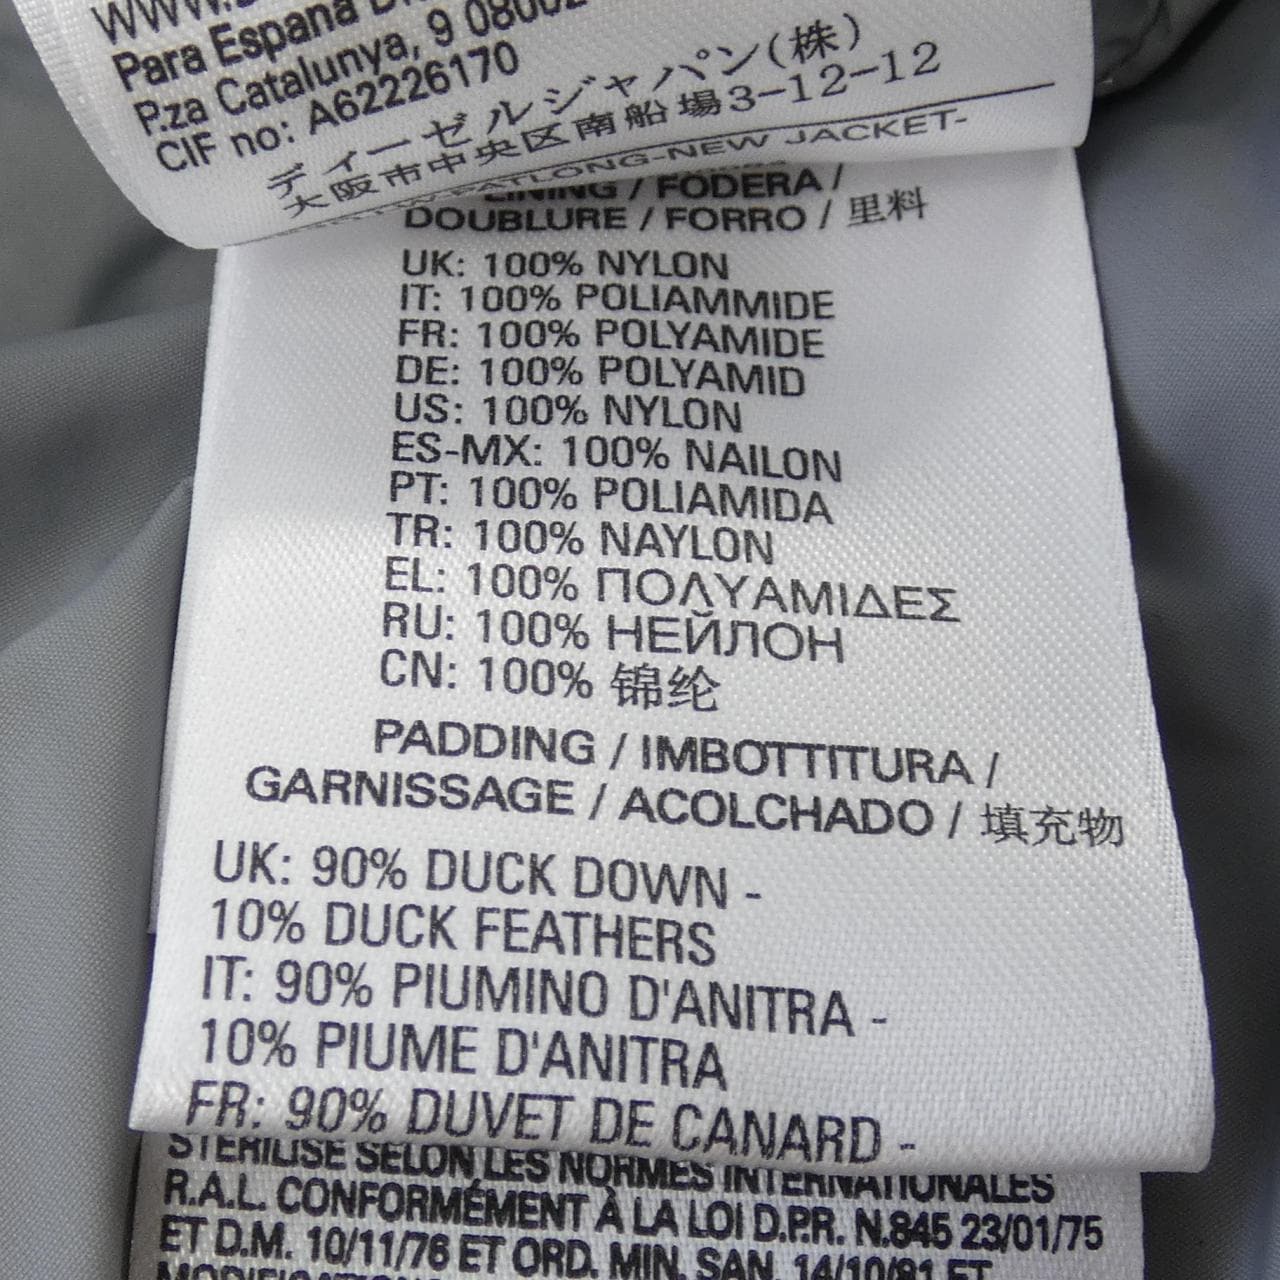 Para España
P.za Catalunya, 9
CIF no: A62226170
ディーゼルジャパン(株)
大阪市中央区南船場3-12-12
LONG-NEW JACKET-
LINING / FODERA /
DOUBLURE / FORRO / 里料
UK: 100% NYLON
IT: 100% POLIAMMIDE
FR: 100% POLYAMIDE
DE: 100% POLYAMID
US: 100% NYLON
ES-MX: 100% NAILON
PT: 100% POLIAMIDA
TR: 100% NAYLON
EL: 100% ΠΟΛΥΑΜΙΔΕΣ
RU: 100% НЕЙЛОН
CN: 100% 锦纶
PADDING / IMBOTTITURA /
GARNISSAGE / ACOLCHADO / 填充物
UK: 90% DUCK DOWN -
10% DUCK FEATHERS
IT: 90% PIUMINO D'ANITRA -
10% PIUME D'ANITRA
FR: 90% DUVET DE CANARD -
STERILISE SELON LES NORMES INTERNATIONALES
R.A.L. CONFORMÉMENT À LA LOI D.P.R. N.845 23/01/75
ET D.M. 10/11/76 ET ORD. MIN. SAN. 14/10/81 ET